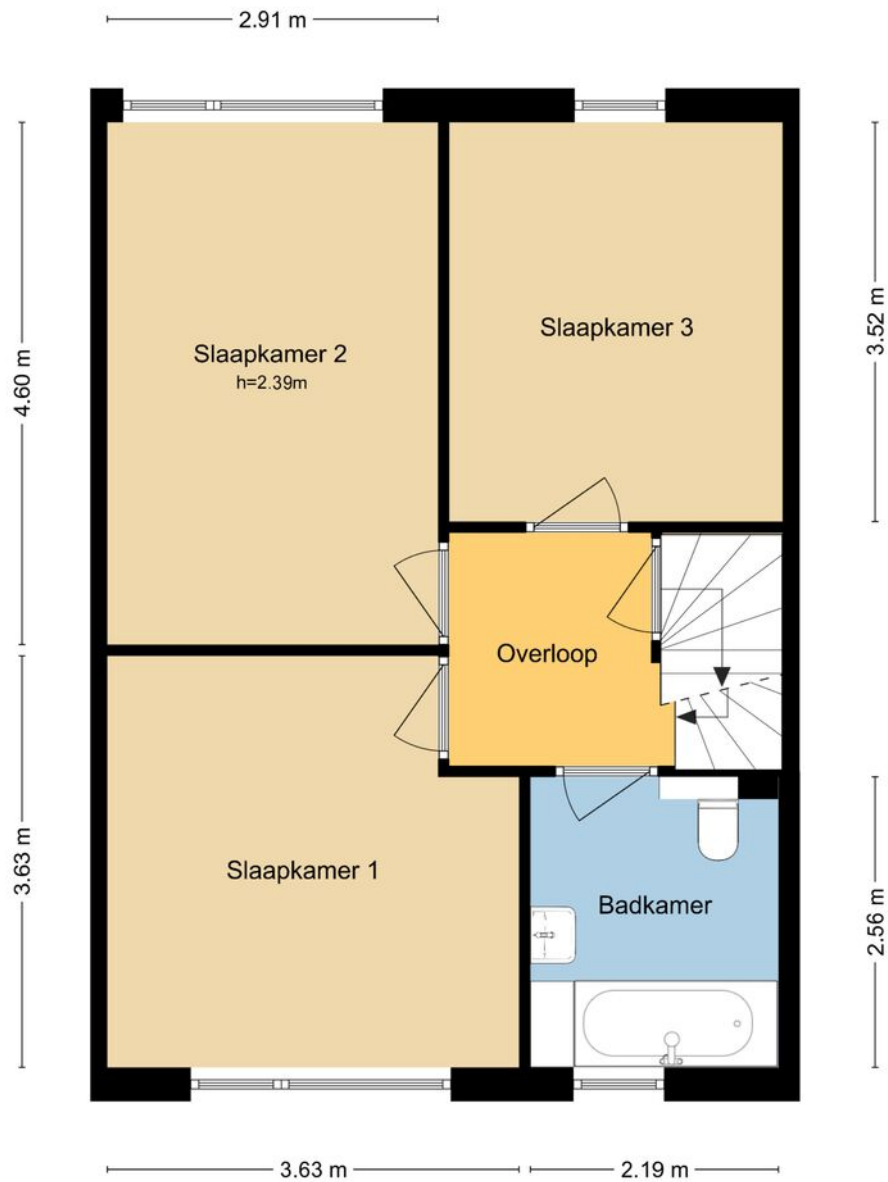 2.91 m
4.60 m
Slaapkamer 2
h=2.39m
Slaapkamer 3
3.52 m
Overloop
3.63 m
Slaapkamer 1
Badkamer
2.56 m
3.63 m
2.19 m